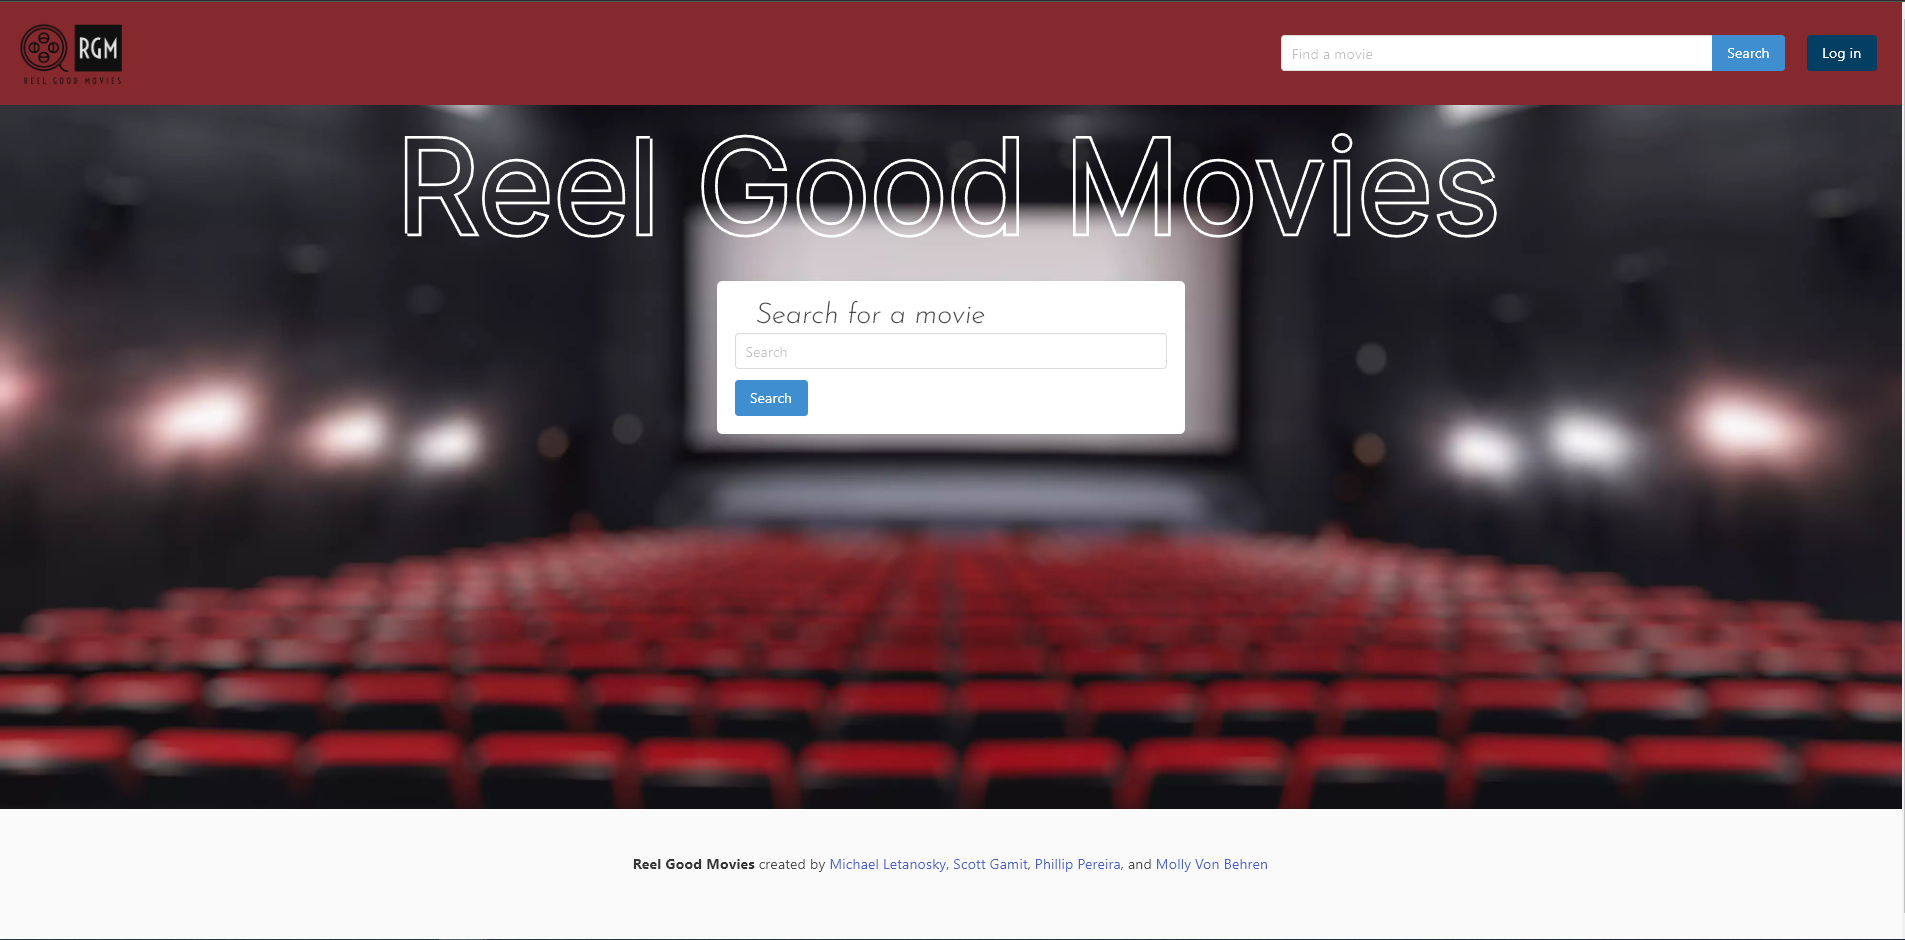 RGM
REEL GOOD MOVIES
Find a movie
Search
Log in
Reel Good Movies
Search for a movie
Search
Search
Reel Good Movies created by Michael Letanosky, Scott Gamit, Phillip Pereira, and Molly Von Behren